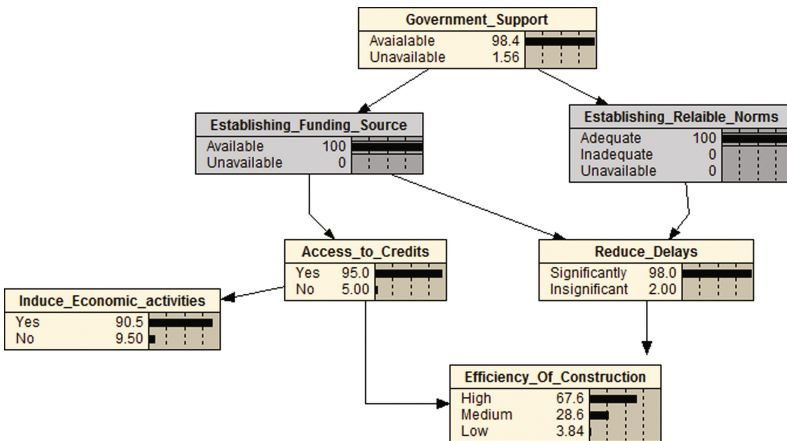 Government_Support
Avaialable 98.4
Unavailable 1.56
Establishing_Funding_Source
Available 100
Unavailable 0
Establishing_Relaible_Norms
Adequate 100
Inadequate 0
Unavailable 0
Access_to_Credits
Yes 95.0
No 5.00
Reduce_Delays
Significantly 98.0
Insignificant 2.00
Induce_Economic_activities
Yes 90.5
No 9.50
Efficiency_Of_Construction
High 67.6
Medium 28.6
Low 3.84